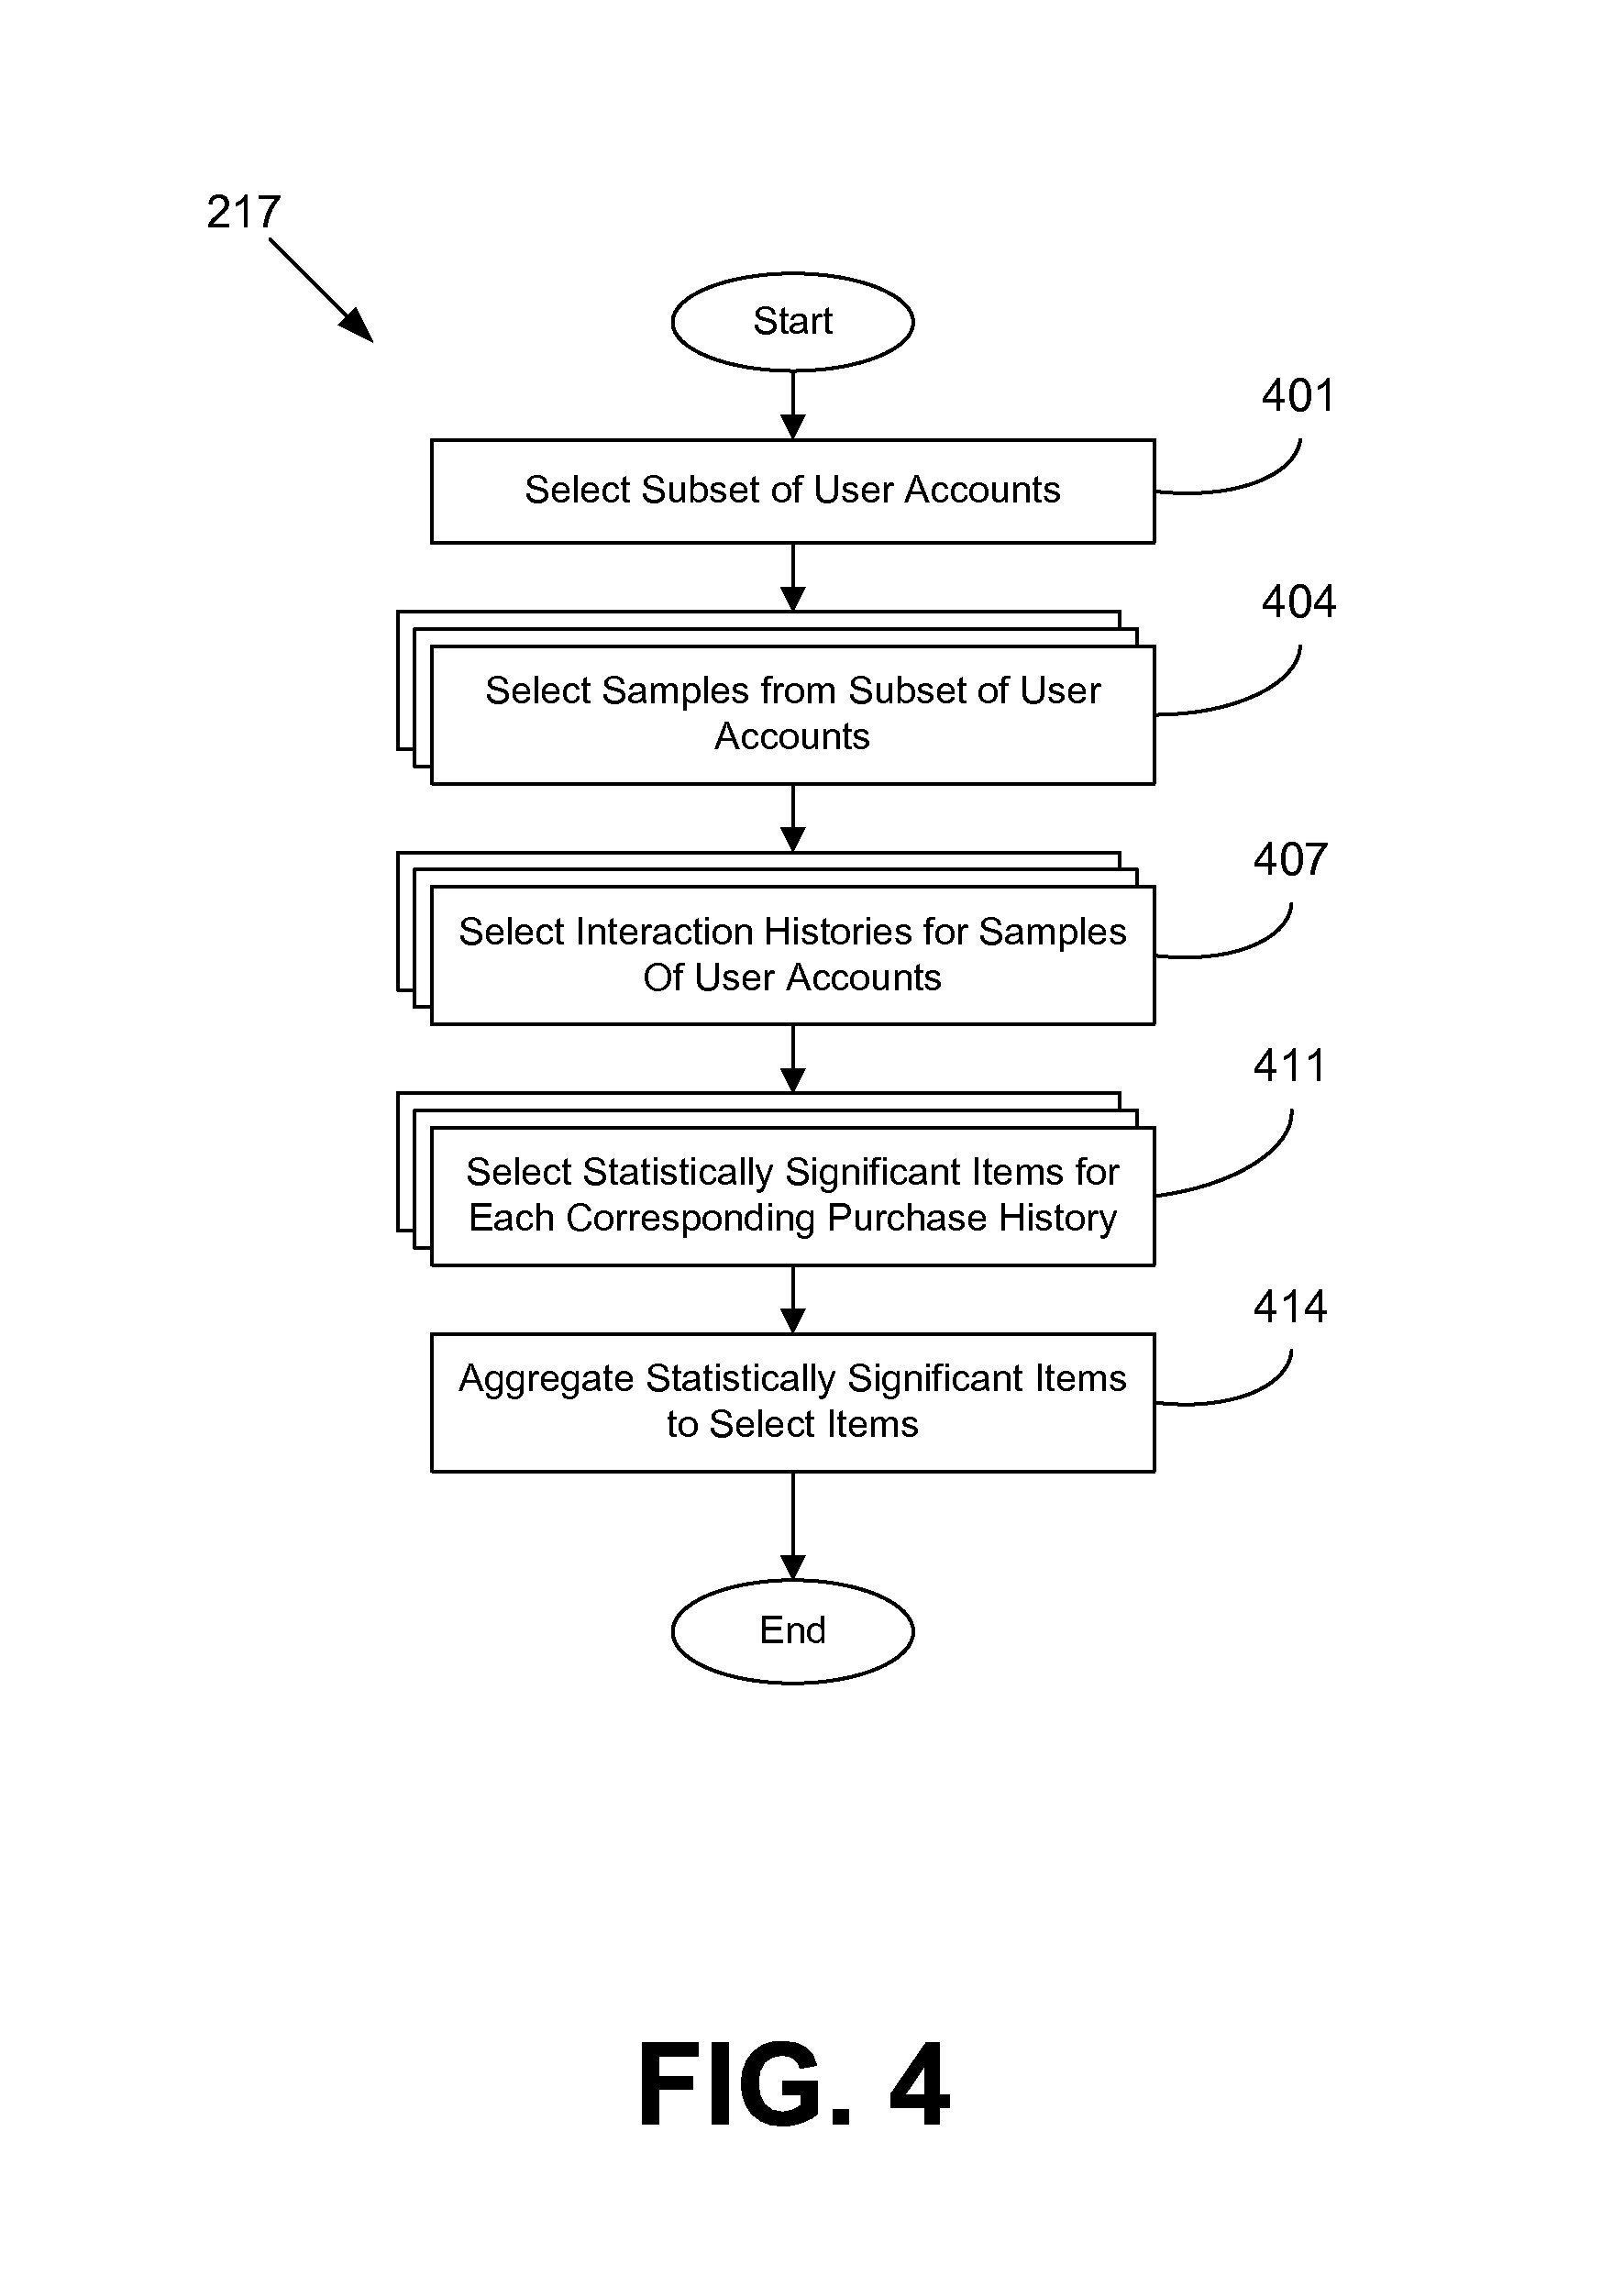 217
Start
401
Select Subset of User Accounts
404
Select Samples from Subset of User
Accounts
407
Select Interaction Histories for Samples
Of User Accounts
411
Select Statistically Significant Items for
Each Corresponding Purchase History
414
Aggregate Statistically Significant Items
to Select Items
End
FIG. 4